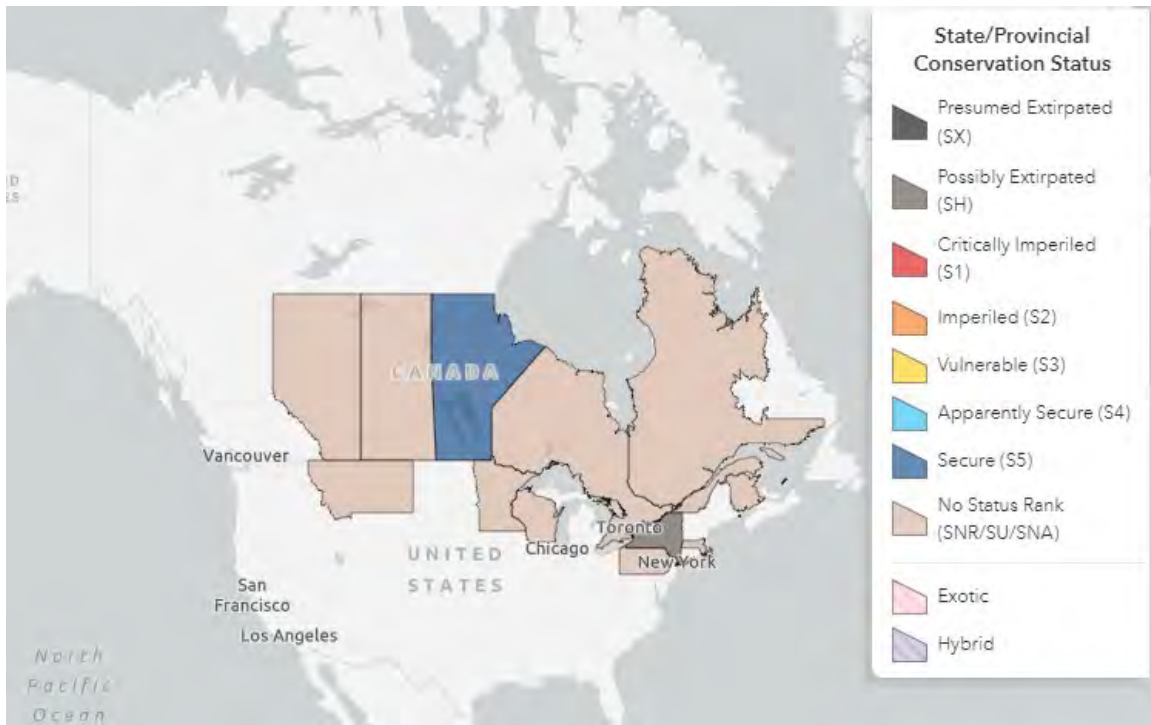 State/Provincial
Conservation Status
Presumed Extirpated
(SX)
Possibly Extirpated
(SH)
Critically Imperiled
(S1)
Imperiled (S2)
Vulnerable (S3)
Apparently Secure (S4)
Secure (S5)
No Status Rank
(SNR/SU/SNA)
Exotic
Hybrid
CANADA
Vancouver
Toronto
Chicago
New York
UNITED
STATES
San
Francisco
Los Angeles
North
Pacific
Ocean